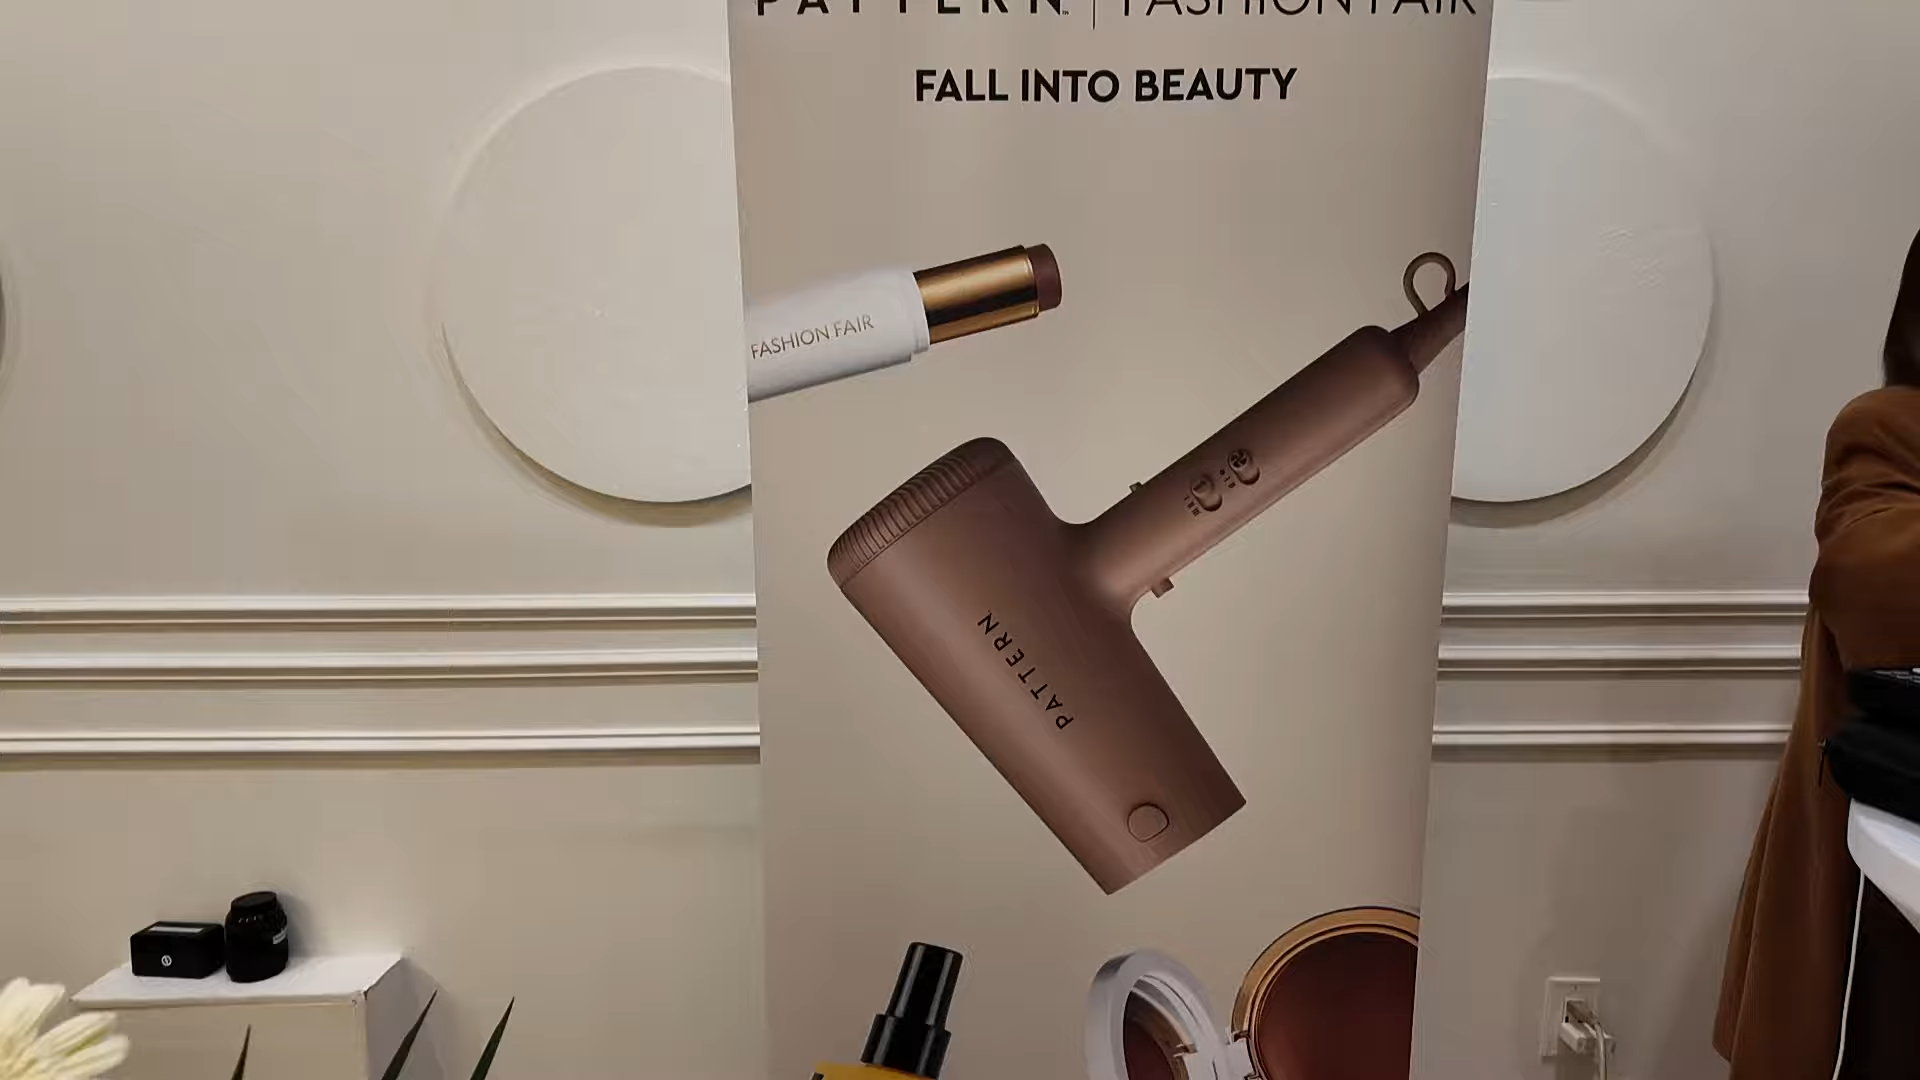 PATTERN | FASHION FAIR
FALL INTO BEAUTY
FASHION FAIR
PATTERN